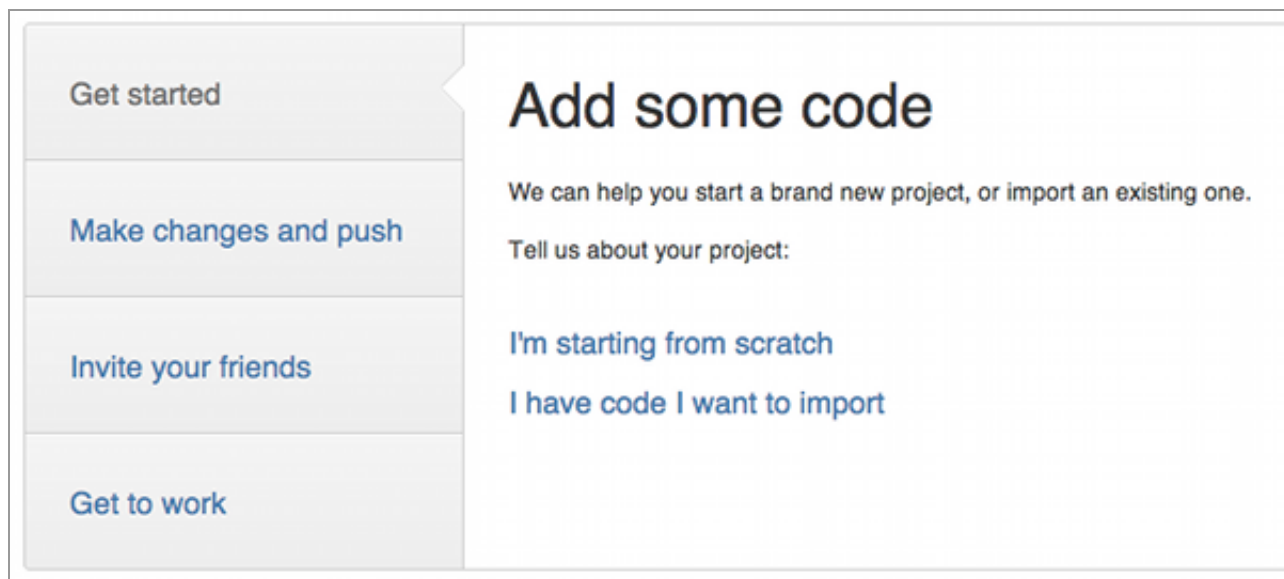 Get started
Make changes and push
Invite your friends
Get to work
Add some code
We can help you start a brand new project, or import an existing one.
Tell us about your project:
I'm starting from scratch
I have code I want to import